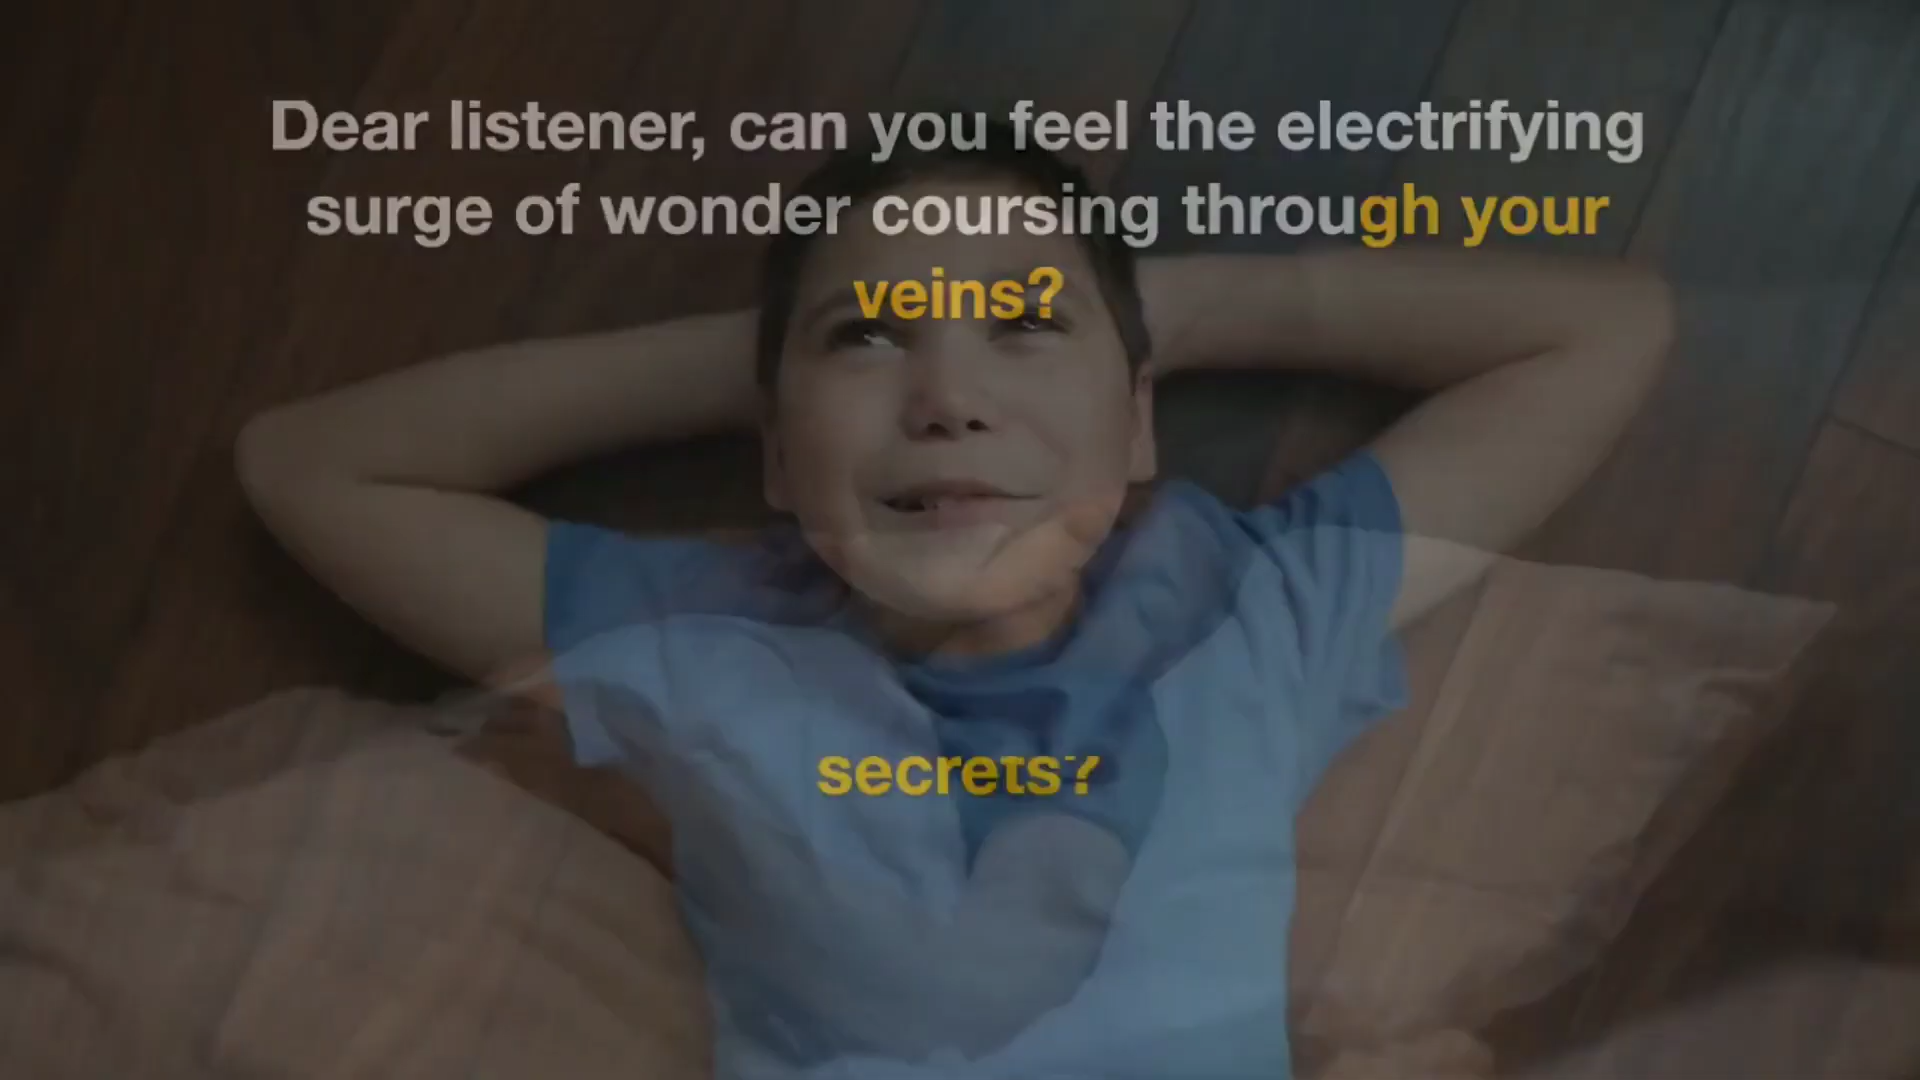 Dear listener, can you feel the electrifying
surge of wonder coursing through your
veins?
secrets?